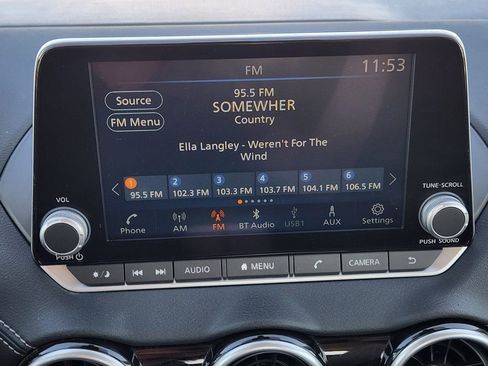 FM
11:53
Source
95.5 FM
SOMEWHER
FM Menu
Country
Ella Langley - Weren't For The
Wind
1 2 3 4 5 6
95.5 FM 102.3 FM 103.3 FM 103.7 FM 104.1 FM 106.5 FM
VOL
TUNE·SCROLL
Phone AM FM BT Audio USB1 AUX Settings
PUSH
PUSH SOUND
AUDIO MENU CAMERA